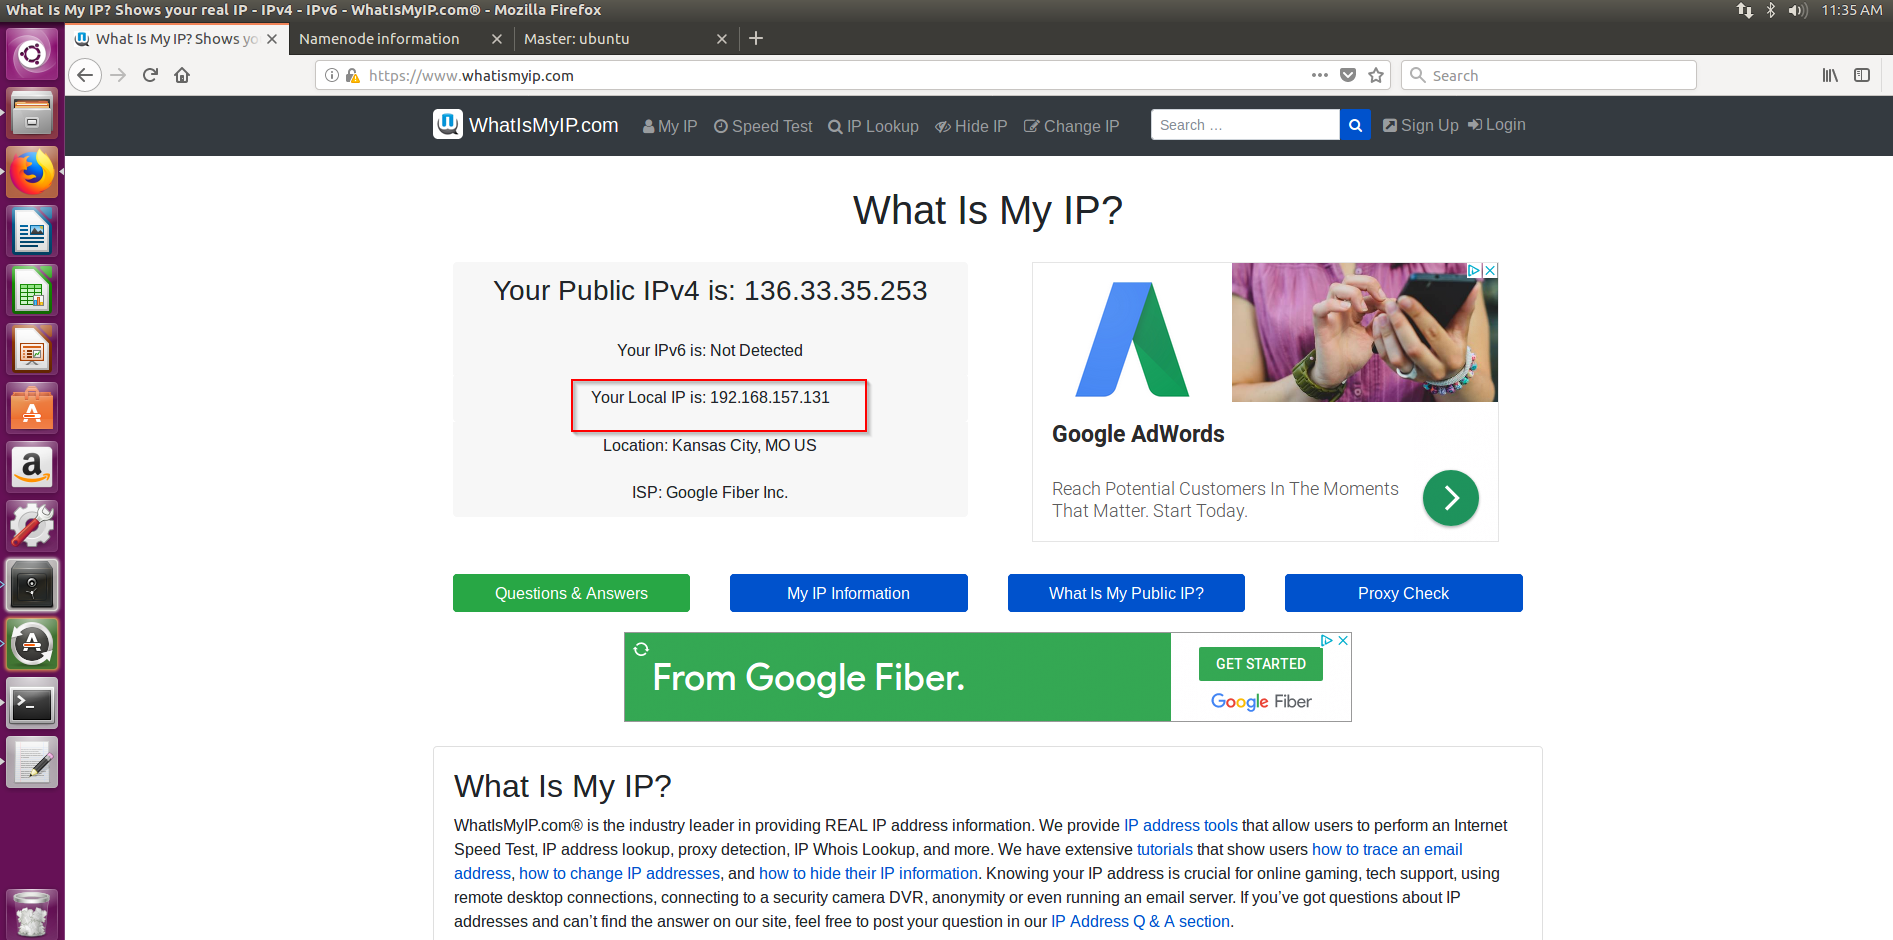 What Is My IP? Shows your real IP - IPv4 - IPv6 - WhatIsMyIP.com® - Mozilla Firefox
11:35 AM
What Is My IP? Shows yo
Namenode information
Master: ubuntu
https://www.whatismyip.com
Search
WhatIsMyIP.com
My IP
Speed Test
IP Lookup
Hide IP
Change IP
Search ...
Sign Up
Login
What Is My IP?
Your Public IPv4 is: 136.33.35.253
Your IPv6 is: Not Detected
Your Local IP is: 192.168.157.131
Location: Kansas City, MO US
ISP: Google Fiber Inc.
Google AdWords
Reach Potential Customers In The Moments
That Matter. Start Today.
Questions & Answers
My IP Information
What Is My Public IP?
Proxy Check
From Google Fiber.
GET STARTED
Google Fiber
What Is My IP?
WhatIsMyIP.com® is the industry leader in providing REAL IP address information. We provide IP address tools that allow users to perform an Internet
Speed Test, IP address lookup, proxy detection, IP Whois Lookup, and more. We have extensive tutorials that show users how to trace an email
address, how to change IP addresses, and how to hide their IP information. Knowing your IP address is crucial for online gaming, tech support, using
remote desktop connections, connecting to a security camera DVR, anonymity or even running an email server. If you’ve got questions about IP
addresses and can’t find the answer on our site, feel free to post your question in our IP Address Q & A section.